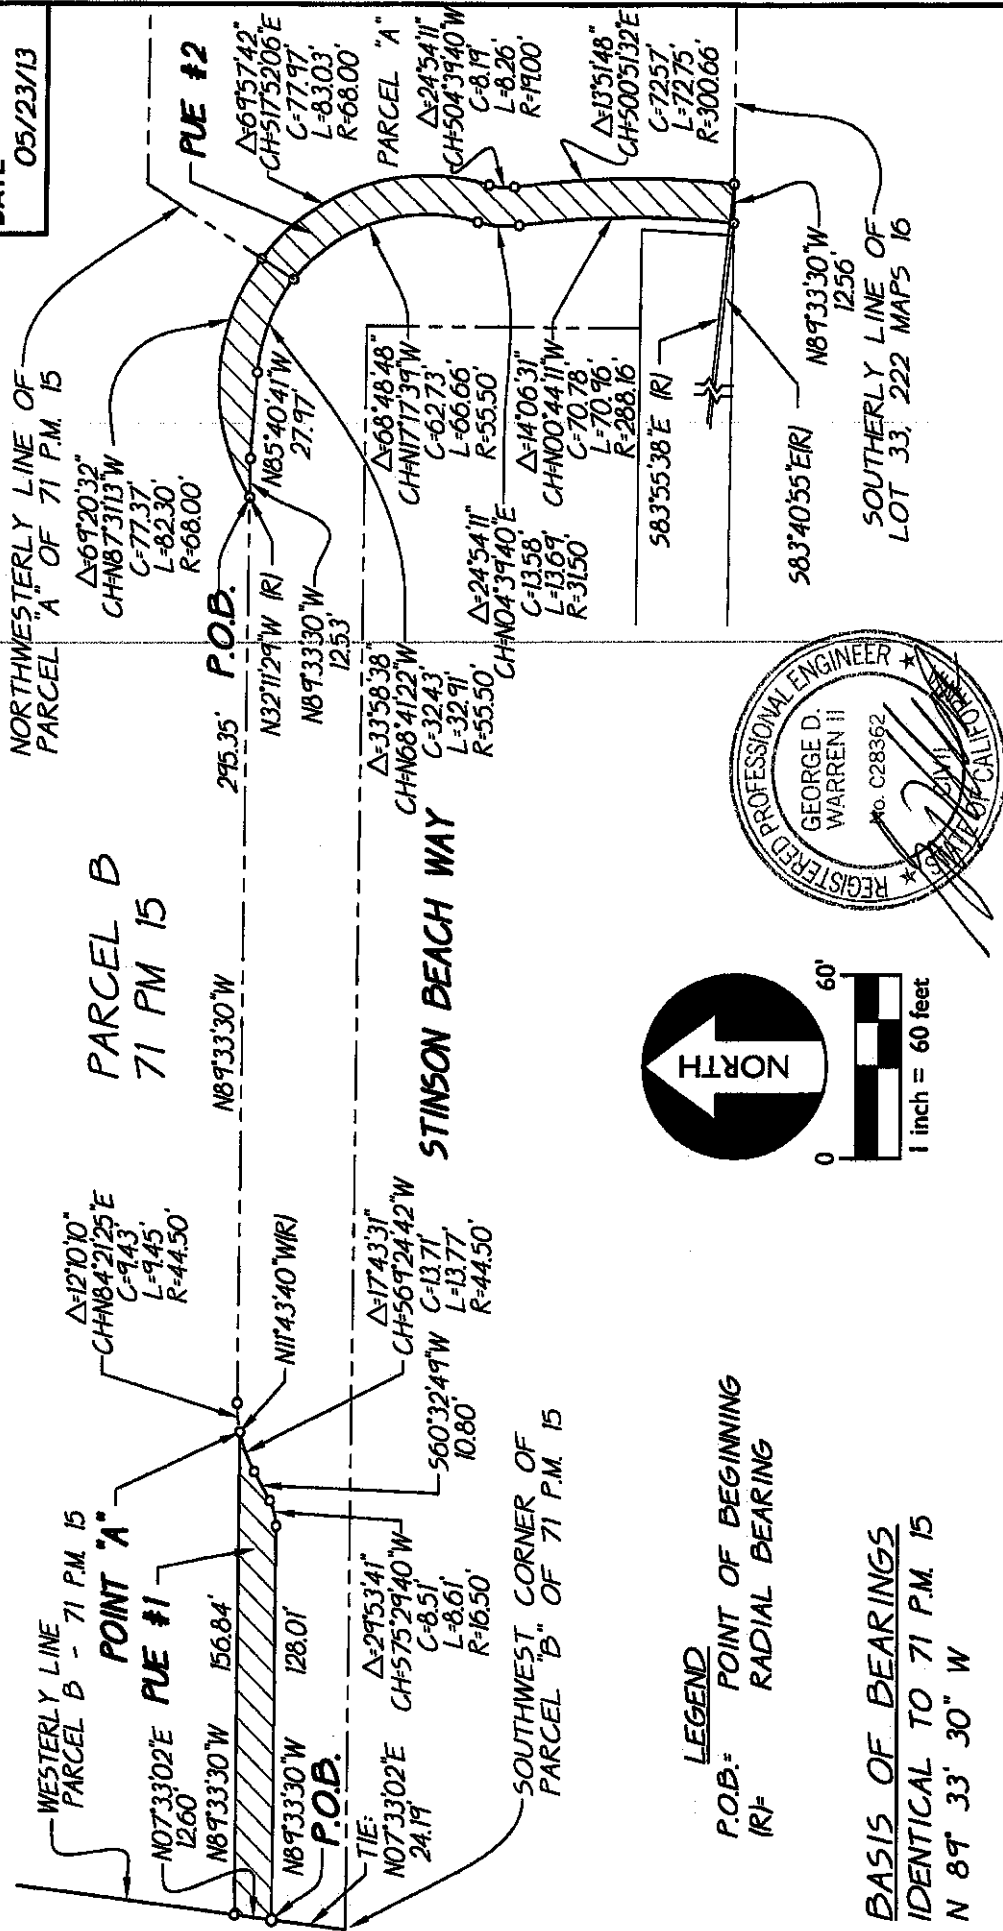 DATE
05/23/13
NORTHWESTERLY LINE OF
PARCEL "A" OF 71 P.M. 15
Δ=69°20'32"
CH=N87°31'13"W
C=77.37'
L=82.30'
R=68.00'
PUE #2
Δ=69°57'42"
CH=S17°52'06"E
C=77.97'
L=83.03'
R=68.00'
PARCEL "A"
Δ=24°54'11"
CH=S04°39'40"W
C=8.19'
L=8.26'
R=19.00'
Δ=13°51'48"
CH=S00°51'32"E
C=72.57'
L=72.75'
R=300.66'
PARCEL B
71 PM 15
N89°33'30"W
295.35'
P.O.B.
N32°11'29"W (R)
N89°33'30"W
12.53'
N85°40'41"W
27.97'
Δ=33°58'38"
CH=N68°41'22"W
C=32.43'
L=32.91'
R=55.50'
Δ=68°48'48"
CH=N17°17'39"W
C=62.73'
L=66.66'
R=55.50'
Δ=24°54'11"
CH=N04°39'40"E
C=13.58'
L=13.69'
R=31.50'
Δ=14°06'31"
CH=N00°44'11"W
C=70.78'
L=70.96'
R=288.16'
S83°55'38"E (R)
S83°40'55"E(R)
N89°33'30"W
12.56'
SOUTHERLY LINE OF
LOT 33, 222 MAPS 16
STINSON BEACH WAY
WESTERLY LINE
PARCEL B - 71 P.M. 15
POINT "A"
PUE #1
N07°33'02"E
12.60'
N89°33'30"W
156.84'
N89°33'30"W
128.01'
P.O.B.
TIE:
N07°33'02"E
24.19'
Δ=12°10'10"
CH=N84°21'25"E
C=9.43'
L=9.45'
R=44.50'
N11°43'40"W(R)
Δ=17°43'31"
CH=S69°24'42"W
C=13.71'
L=13.77'
R=44.50'
S60°32'49"W
10.80'
Δ=29°53'41"
CH=S75°29'40"W
C=8.51'
L=8.61'
R=16.50'
SOUTHWEST CORNER OF
PARCEL "B" OF 71 P.M. 15
LEGEND
P.O.B.= POINT OF BEGINNING
(R)= RADIAL BEARING
NORTH
0 60'
1 inch = 60 feet
REGISTERED PROFESSIONAL ENGINEER
GEORGE D.
WARREN II
No. C28362
CIVIL
STATE OF CALIFORNIA
BASIS OF BEARINGS
IDENTICAL TO 71 P.M. 15
N 89° 33' 30" W